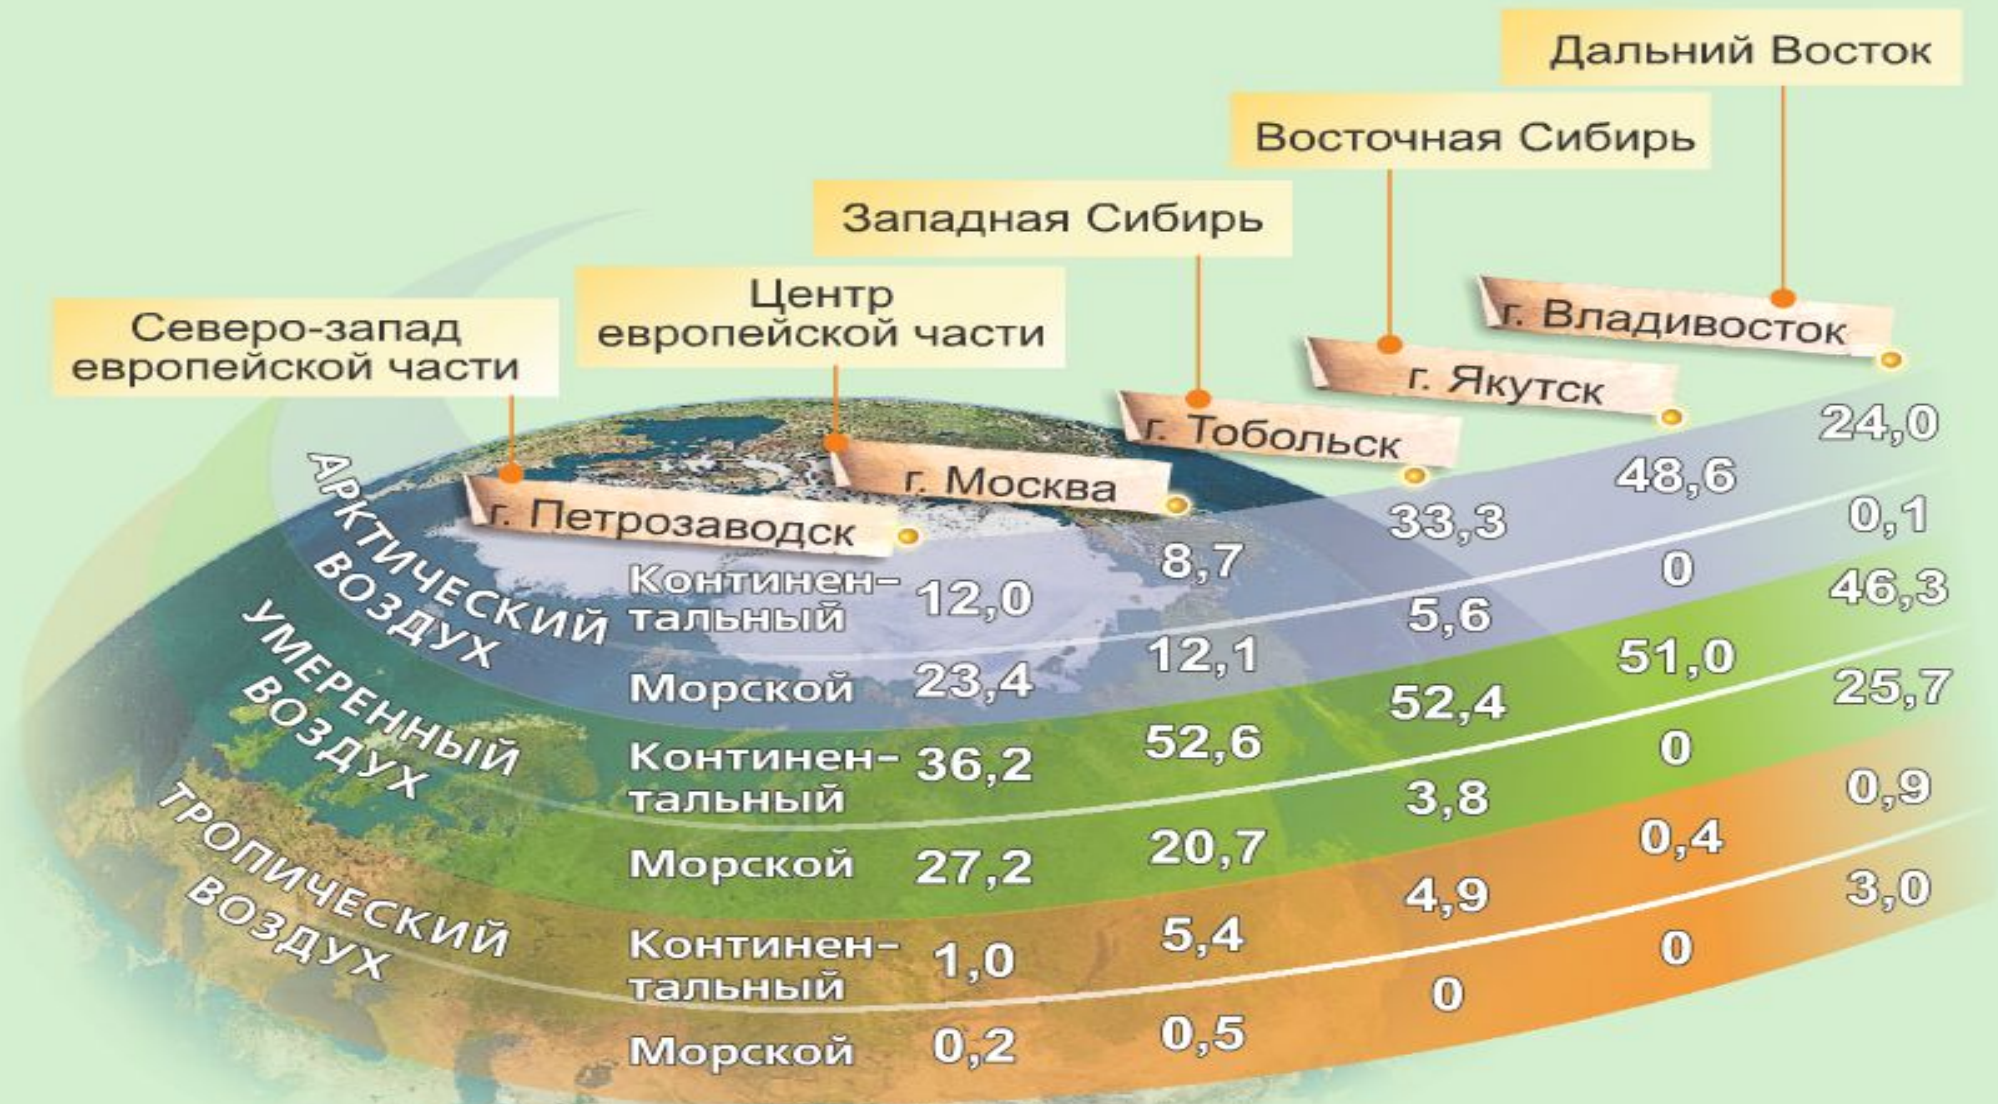 Дальний Восток
Восточная Сибирь
Западная Сибирь
Центр
европейской части
Северо-запад
европейской части
г. Владивосток
г. Якутск
г. Тобольск
г. Москва
г. Петрозаводск
АРКТИЧЕСКИЙ
ВОЗДУХ
Континен-
тальный
12,0 8,7 33,3 48,6 24,0
Морской 23,4 12,1 5,6 0 0,1
УМЕРЕННЫЙ
ВОЗДУХ
Континен-
тальный
36,2 52,6 52,4 51,0 46,3
Морской 27,2 20,7 3,8 0 25,7
ТРОПИЧЕСКИЙ
ВОЗДУХ
Континен-
тальный
1,0 5,4 4,9 0,4 0,9
Морской 0,2 0,5 0 0 3,0